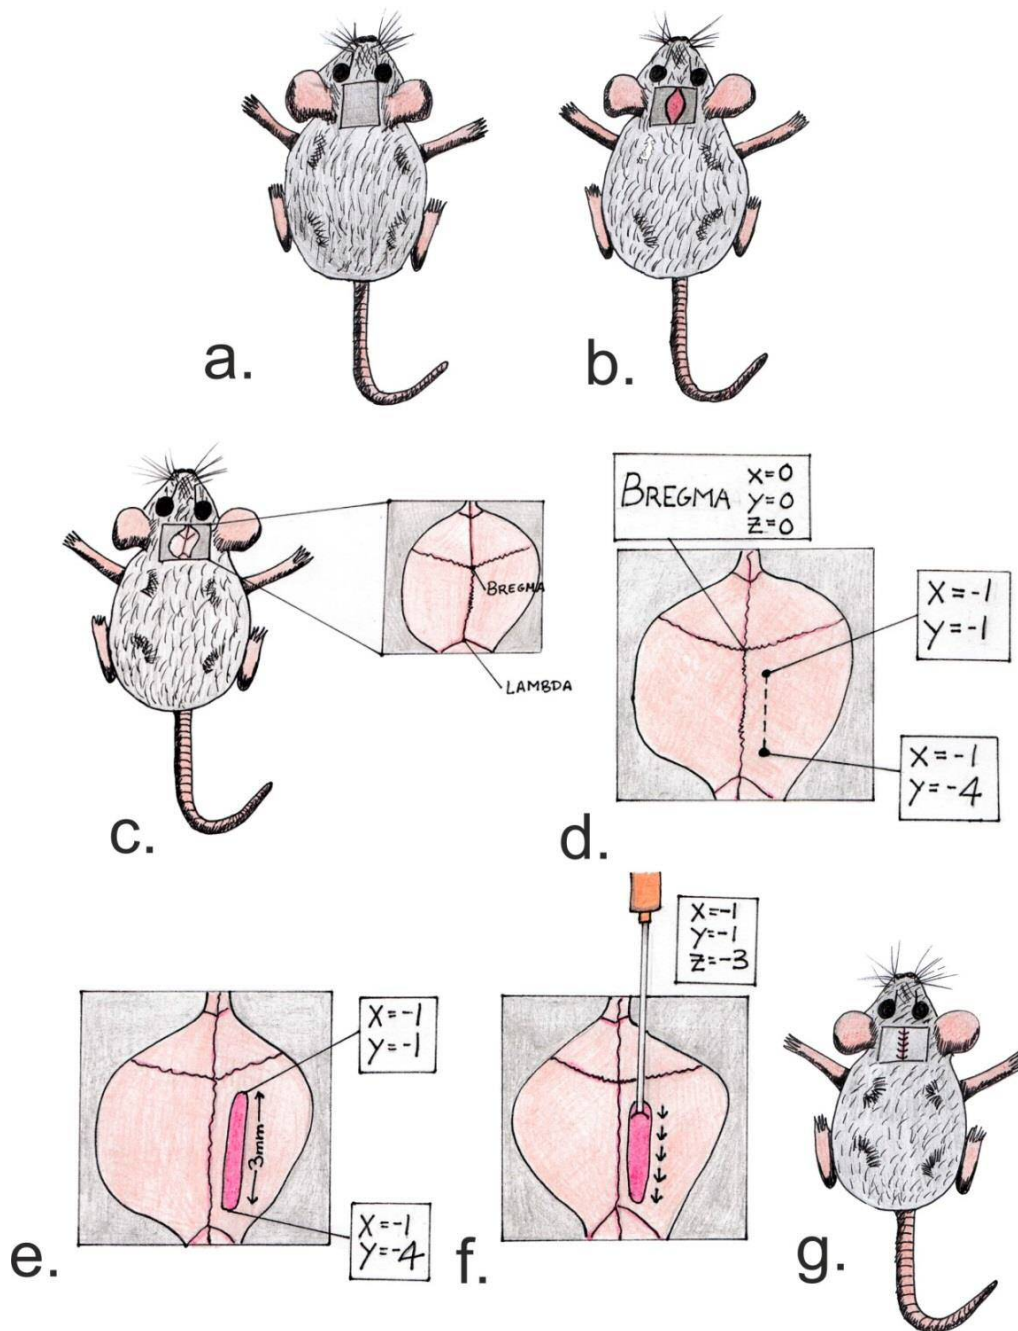 a.
b.
BREGMA
LAMBDA
c.
BREGMA
X=0
Y=0
Z=0
X=-1
Y=-1
X=-1
Y=-4
d.
X=-1
Y=-1
3mm
X=-1
Y=-4
e.
X=-1
Y=-1
Z=-3
f.
g.